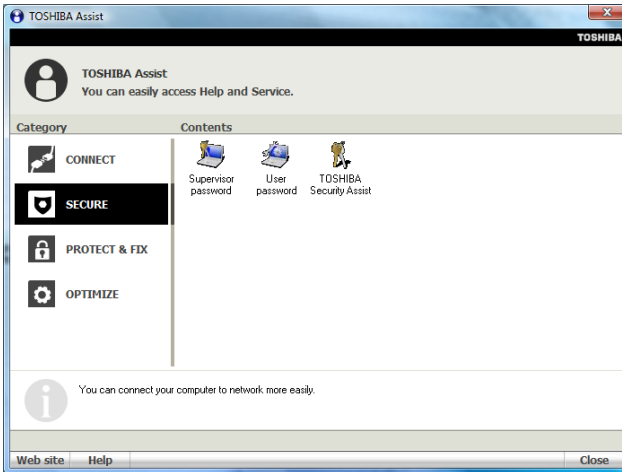 TOSHIBA Assist
TOSHIBA
TOSHIBA Assist
You can easily access Help and Service.
Category
Contents
CONNECT
SECURE
PROTECT & FIX
OPTIMIZE
Supervisor
password
User
password
TOSHIBA
Security Assist
You can connect your computer to network more easily.
Web site
Help
Close